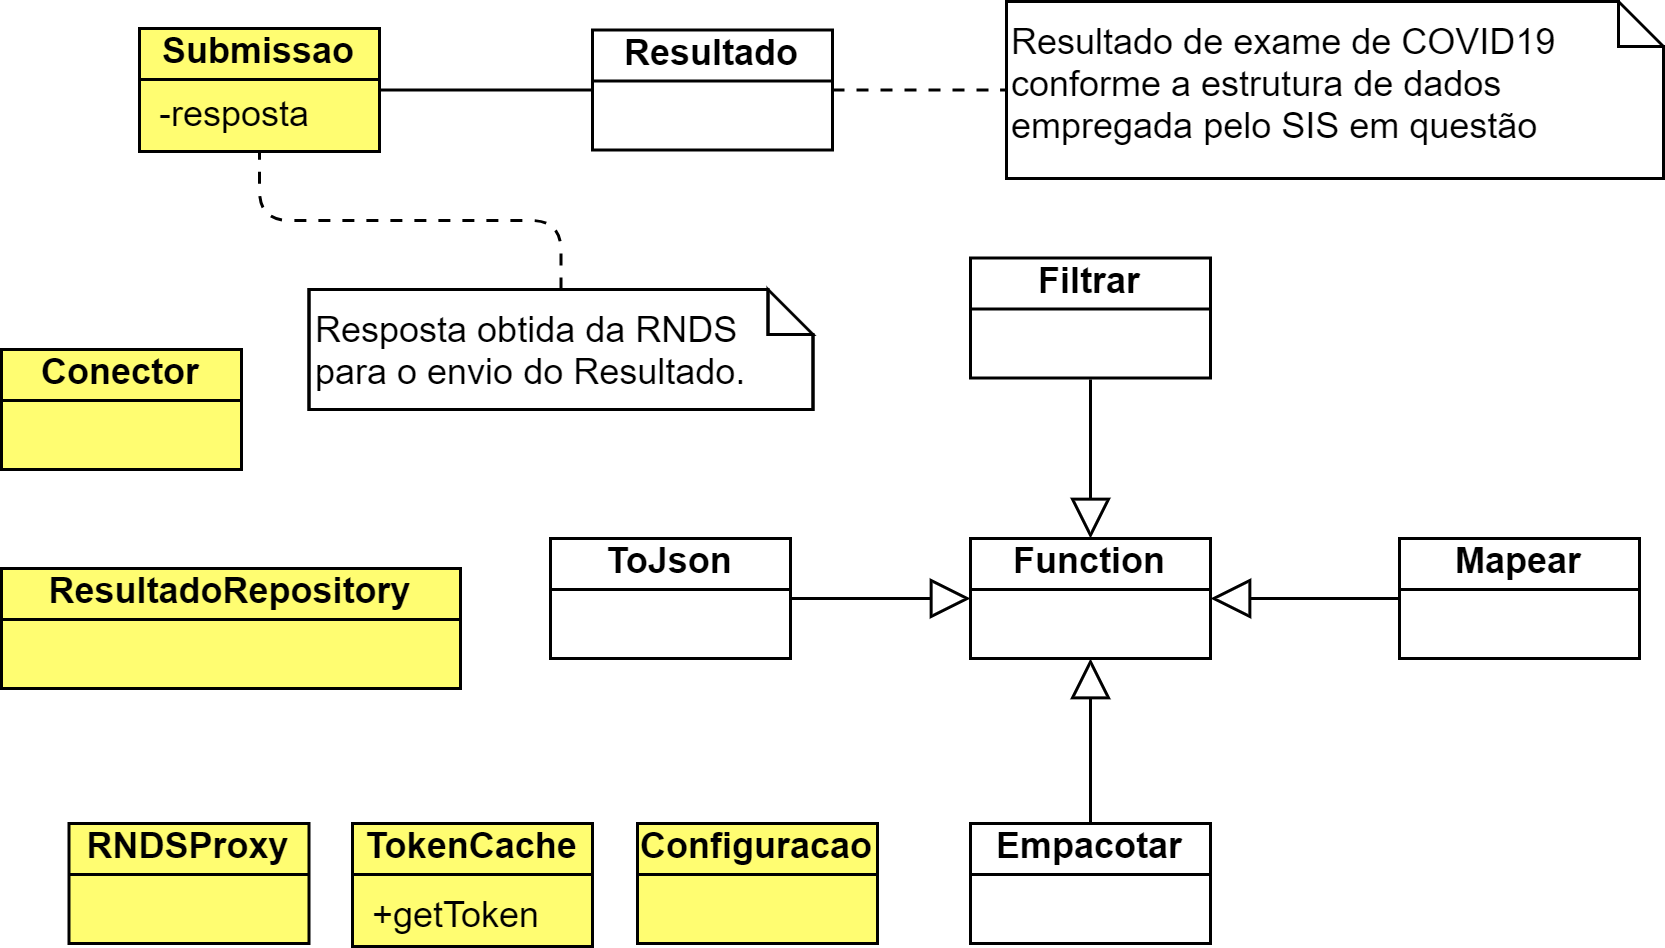 Submissao
-resposta
Resultado
Resultado de exame de COVID19
conforme a estrutura de dados
empregada pelo SIS em questão
Resposta obtida da RNDS
para o envio do Resultado.
Filtrar
Conector
ToJson
Function
Mapear
ResultadoRepository
RNDSProxy
TokenCache
+getToken
Configuracao
Empacotar